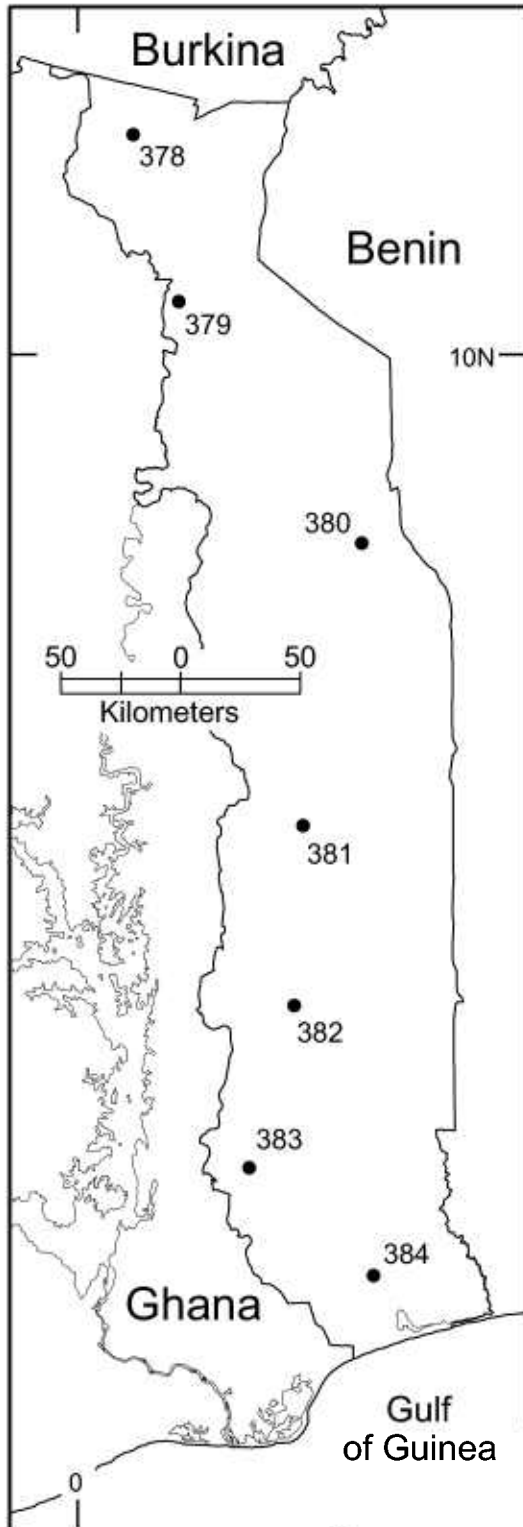 Burkina
378
Benin
379
10N
380
50 0 50
Kilometers
381
382
383
384
Ghana
Gulf
of Guinea
0